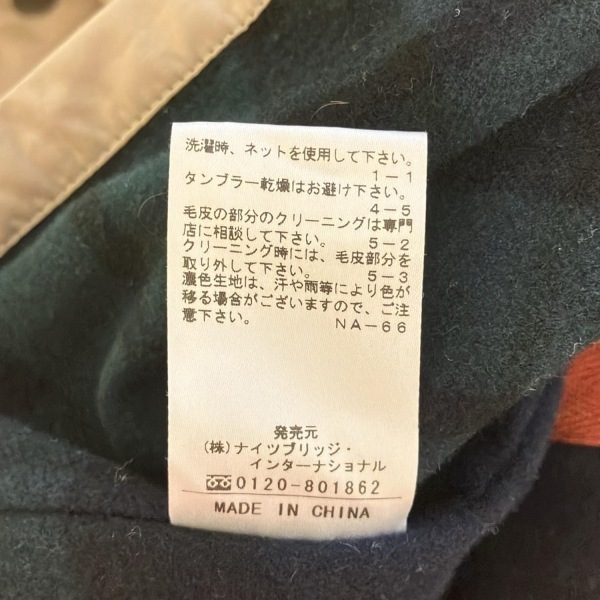 洗濯時、ネットを使用して下さい。
1－1
タンブラー乾燥はお避け下さい。
4－5
毛皮の部分のクリーニングは専門
店に相談して下さい。 5－2
クリーニング時には、毛皮部分を
取り外して下さい。 5－3
濃色生地は、汗や雨等により色が
移る場合がございますので、ご注
意下さい。 NA－66
発売元
(株)ナイツブリッジ・
インターナショナル
0120-801862
MADE IN CHINA